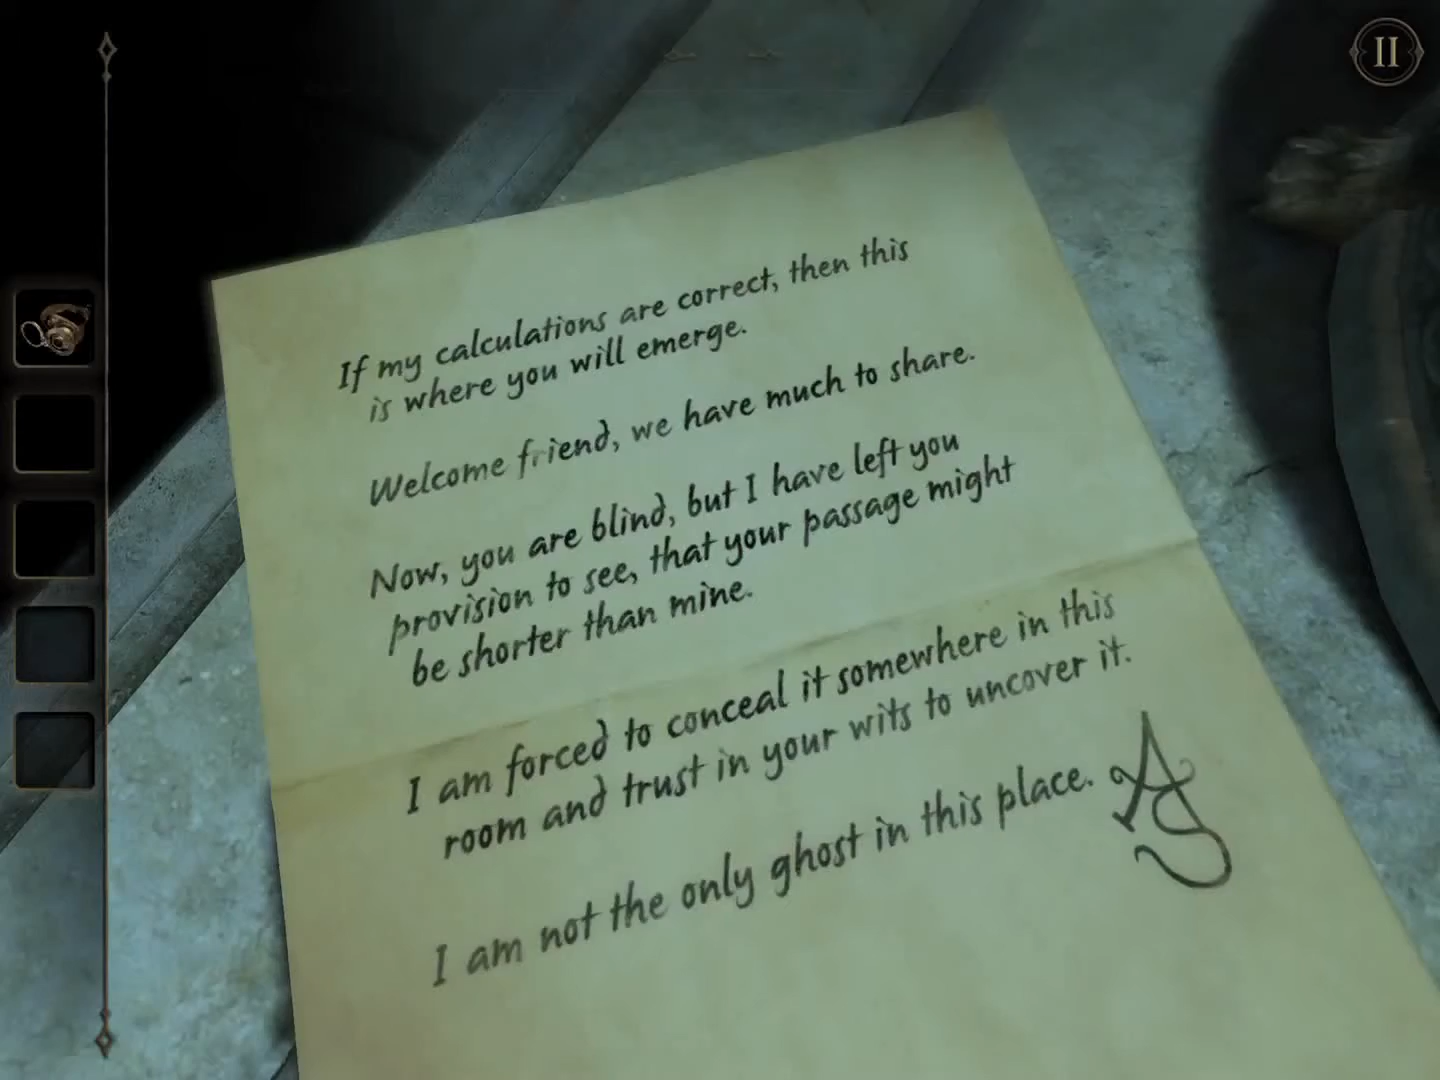 If my calculations are correct, then this
is where you will emerge.
Welcome friend, we have much to share.
Now, you are blind, but I have left you
provision to see, that your passage might
be shorter than mine.
I am forced to conceal it somewhere in this
room and trust in your wits to uncover it.
I am not the only ghost in this place.
AS